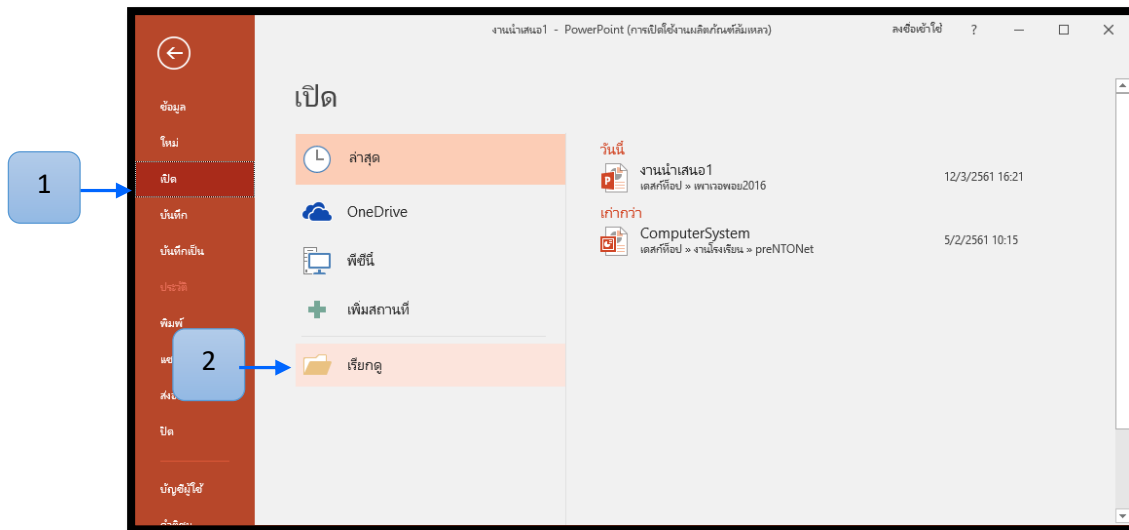 งานนำเสนอ1 - PowerPoint (การเปิดใช้งานผลิตภัณฑ์ล้มเหลว)
ลงชื่อเข้าใช้
?
ข้อมูล
ใหม่
เปิด
บันทึก
บันทึกเป็น
ประวัติ
พิมพ์
ปิด
บัญชีผู้ใช้
1
2
เปิด
ล่าสุด
OneDrive
พีซีนี้
เพิ่มสถานที่
เรียกดู
วันนี้
งานนำเสนอ1
เดสก์ท็อป » เพาเวอพอย2016
12/3/2561 16:21
เก่ากว่า
ComputerSystem
เดสก์ท็อป » งานโรงเรียน » preNTONet
5/2/2561 10:15